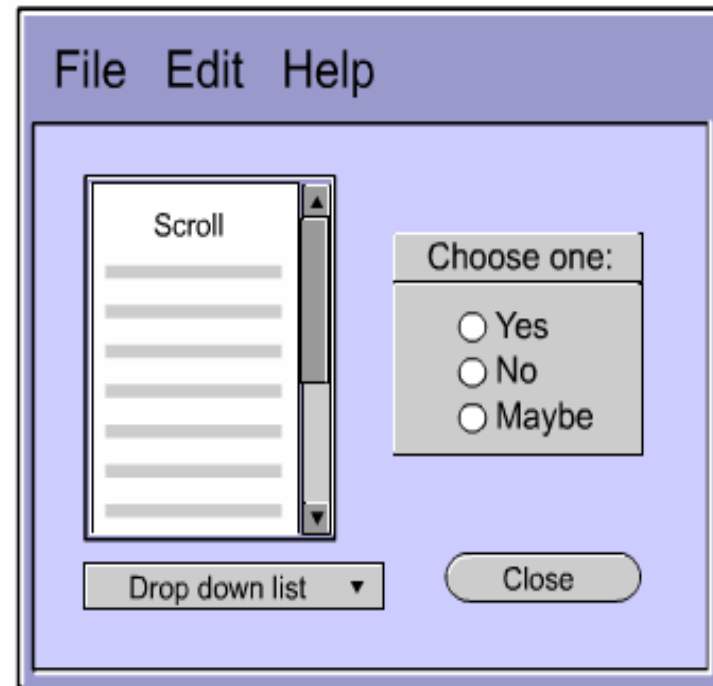 File Edit Help
Scroll
Choose one:
Yes
No
Maybe
Drop down list
Close